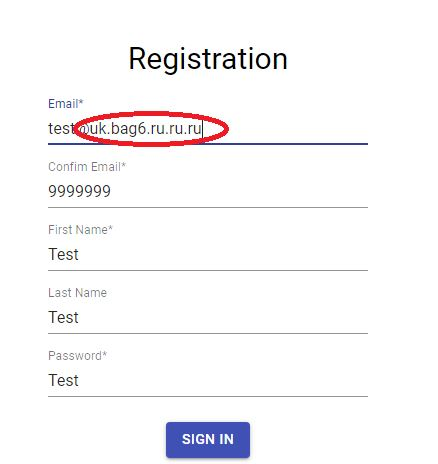 Registration
Email*
test@uk.bag6.ru.ru.ru
Confim Email*
9999999
First Name*
Test
Last Name
Test
Password*
Test
SIGN IN